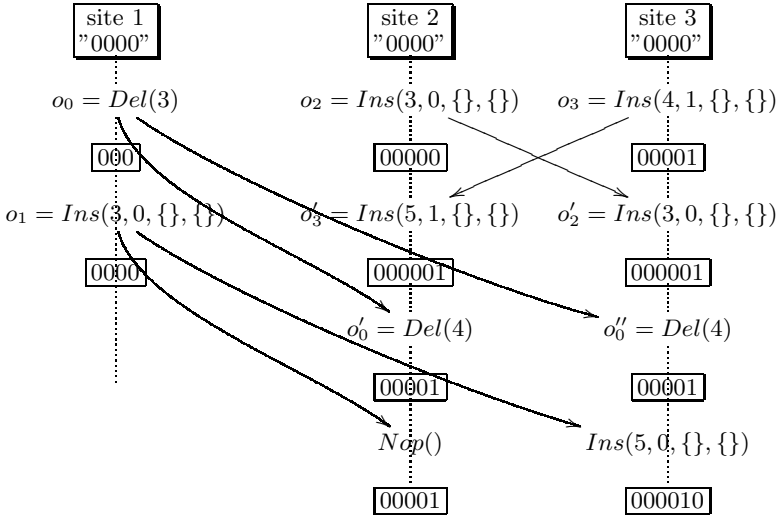 site 1 site 2 site 3
"0000" "0000" "0000"
o₀ = Del(3) o₂ = Ins(3, 0, {}, {}) o₃ = Ins(4, 1, {}, {})
000 00000 00001
o₁ = Ins(3, 0, {}, {}) o′₃ = Ins(5, 1, {}, {}) o′₂ = Ins(3, 0, {}, {})
0000 000001 000001
o′₀ = Del(4) o″₀ = Del(4)
00001 00001
Nop() Ins(5, 0, {}, {})
00001 000010